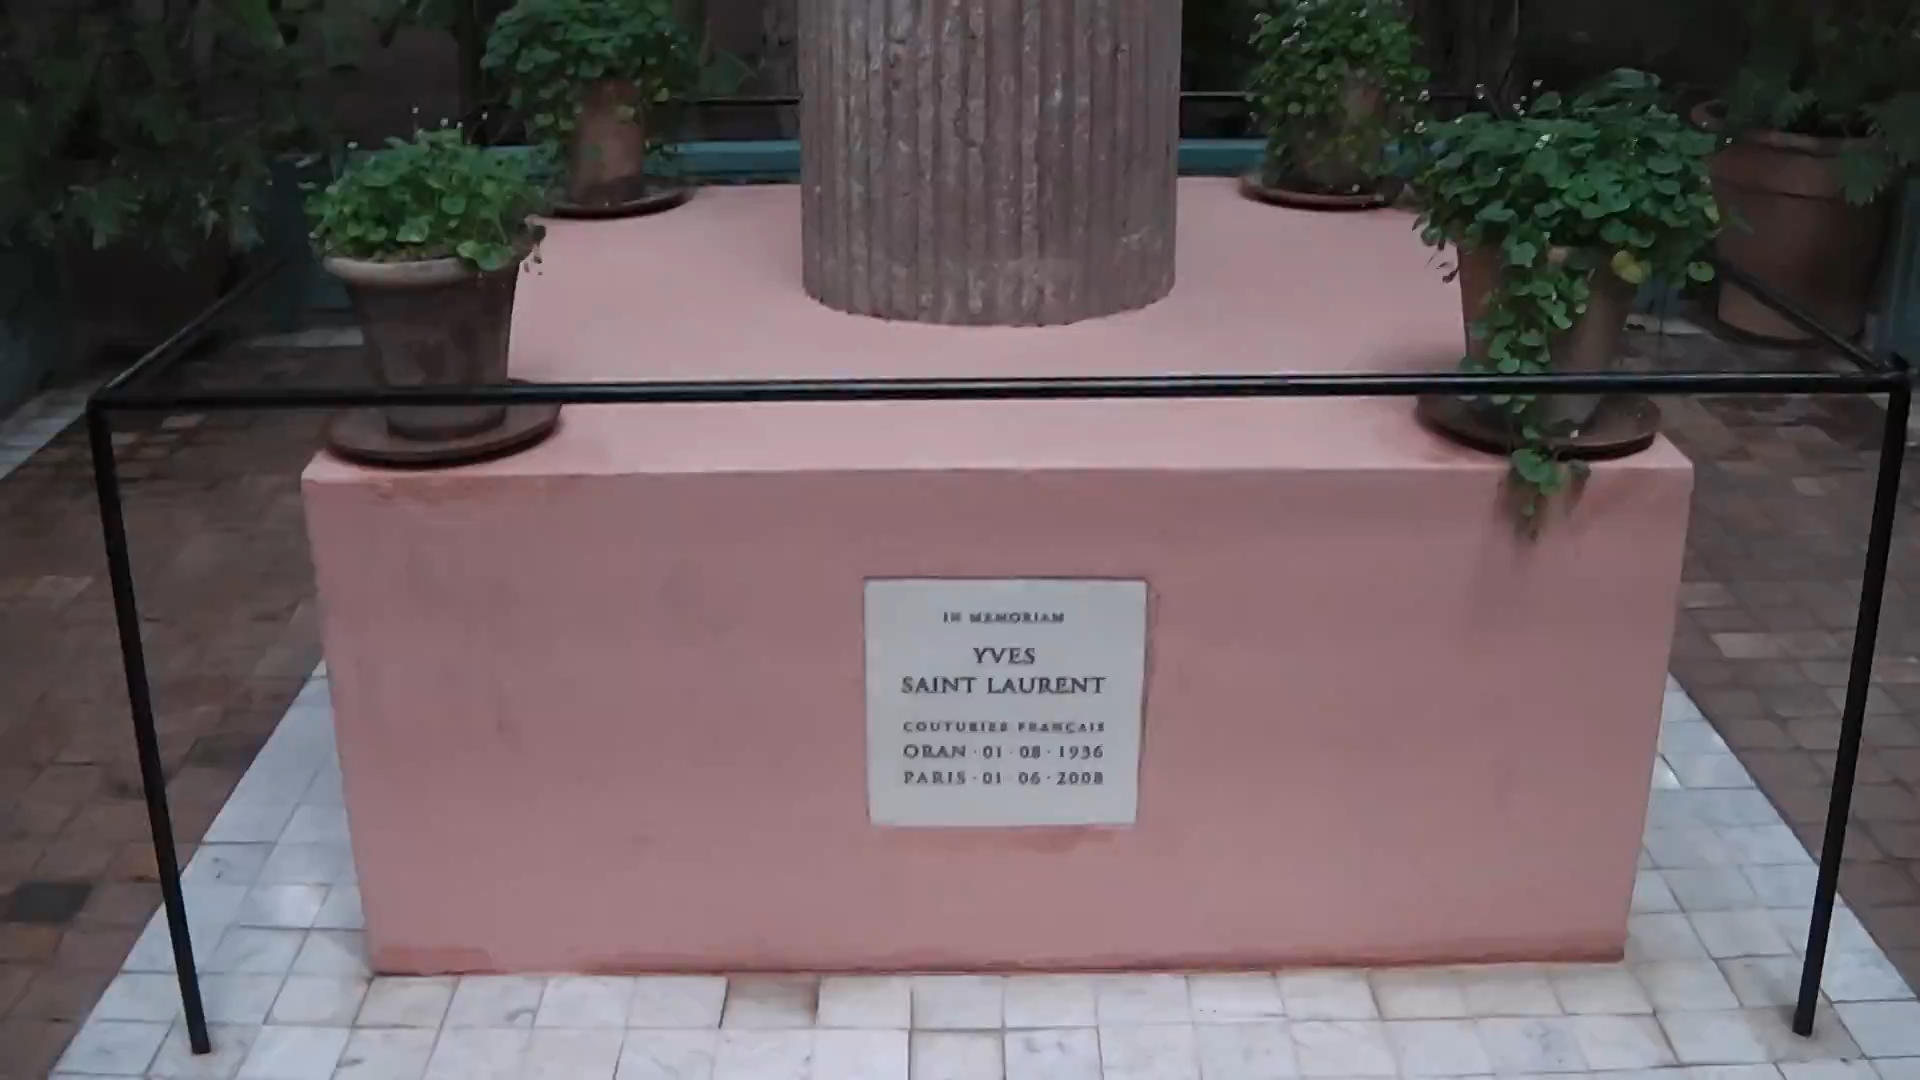 IN MEMORIAM
YVES
SAINT LAURENT
COUTURIER FRANÇAIS
ORAN · 01 · 08 · 1936
PARIS · 01 · 06 · 2008